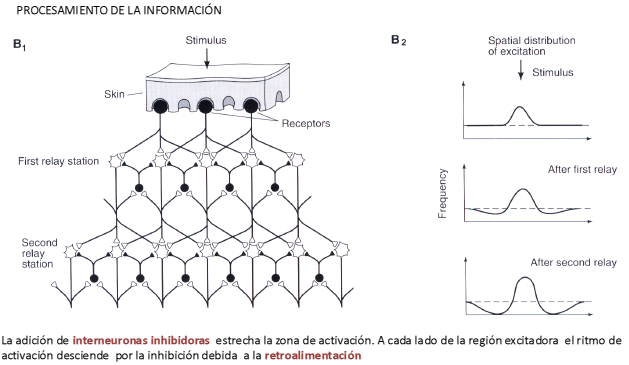 PROCESAMIENTO DE LA INFORMACIÓN
B1
Stimulus
Skin
Receptors
First relay station
Second
relay
station
B2
Spatial distribution
of excitation
Stimulus
After first relay
Frequency
After second relay
La adición de interneuronas inhibidoras estrecha la zona de activación. A cada lado de la región excitadora el ritmo de
activación desciende por la inhibición debida a la retroalimentación